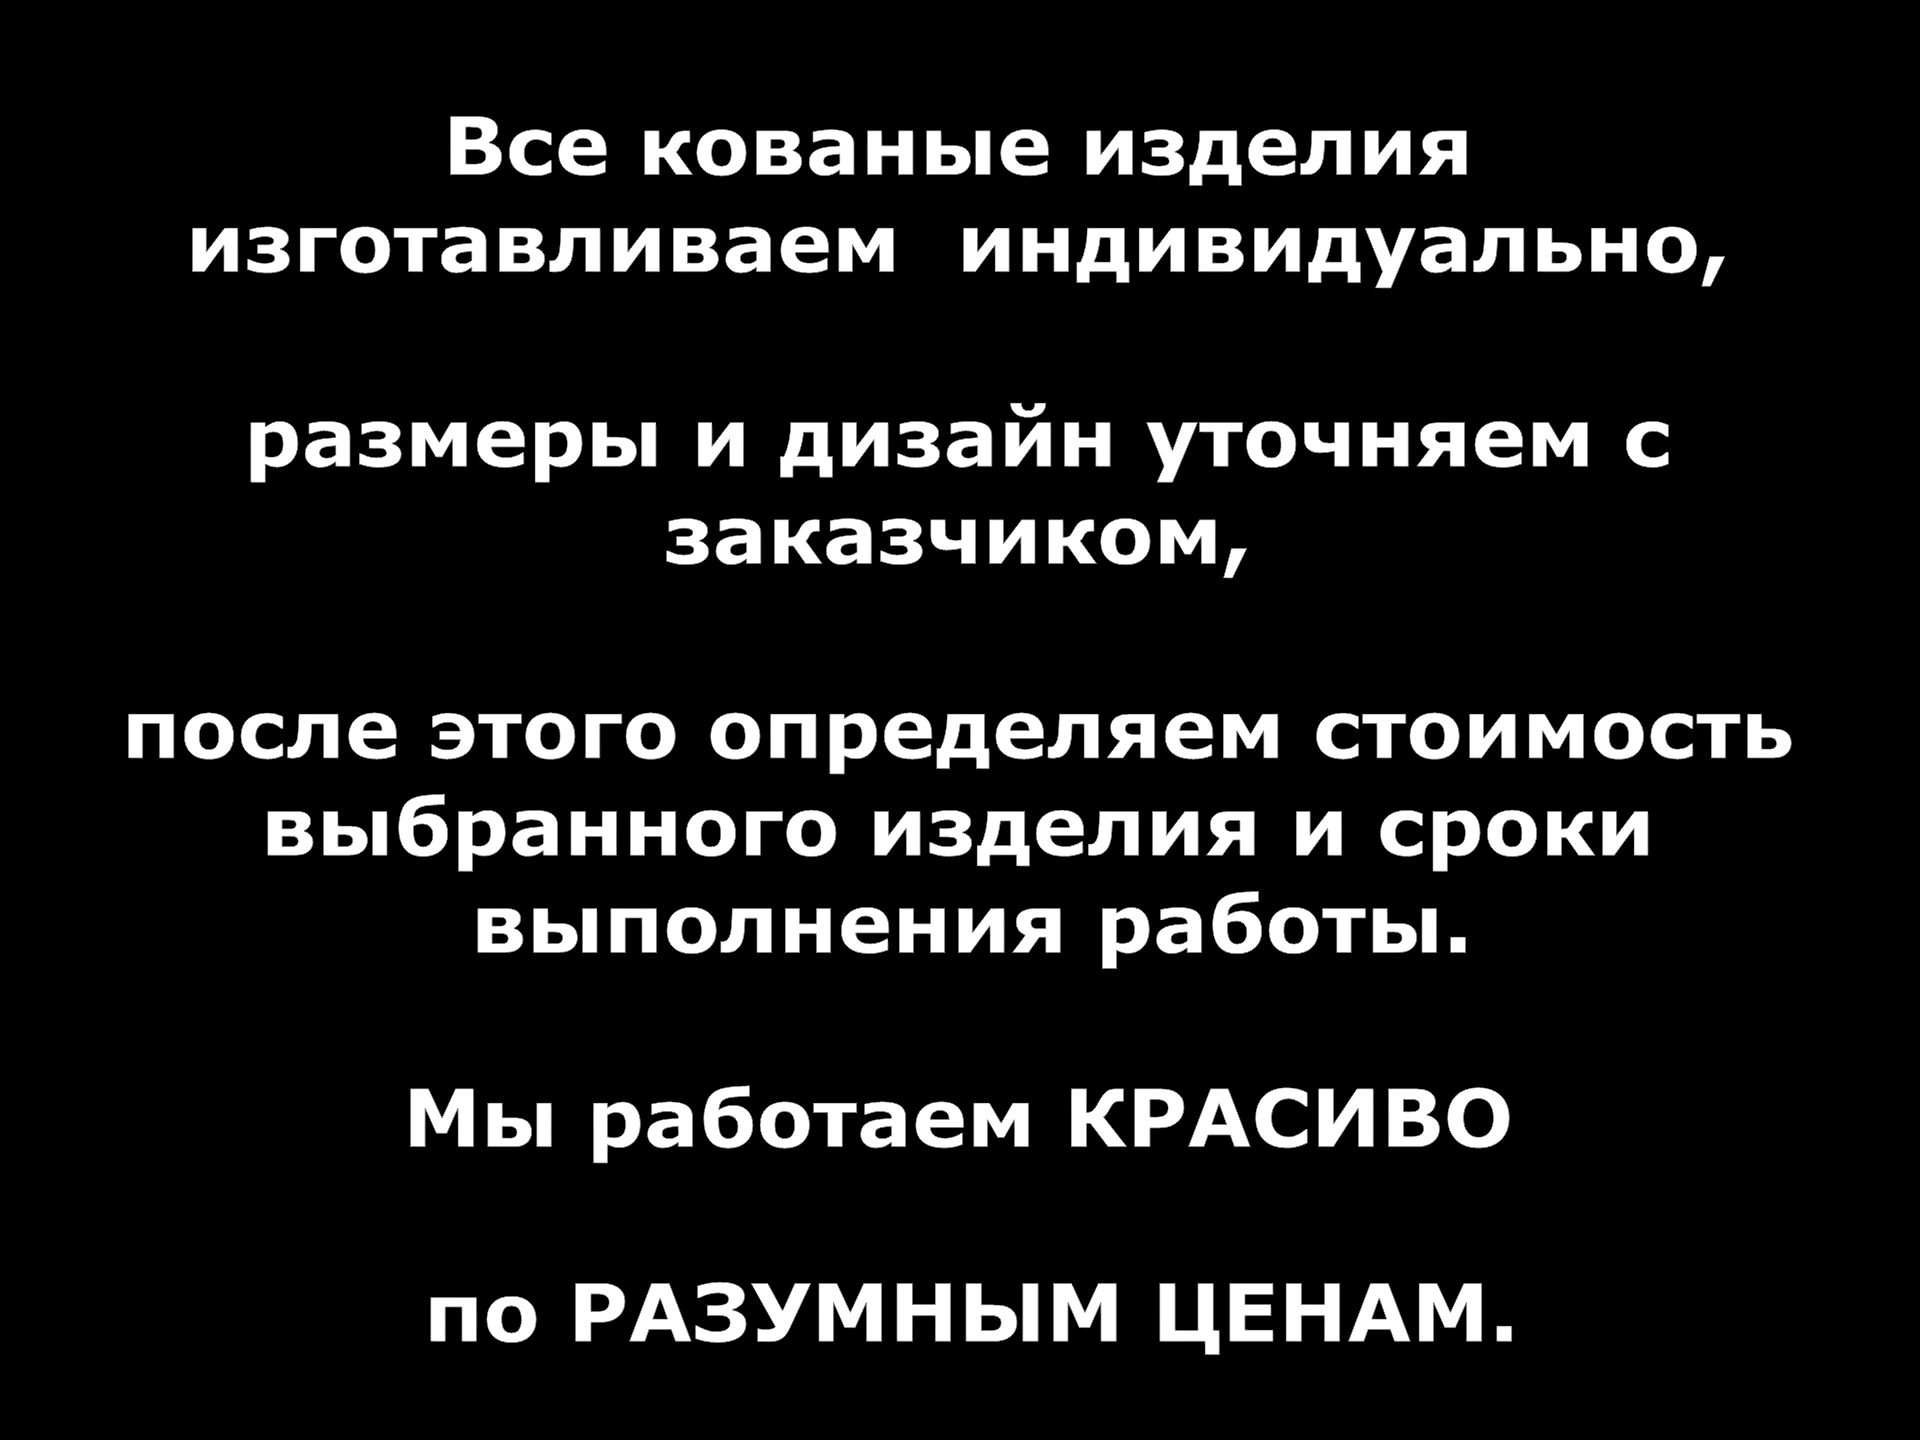 Все кованые изделия
изготавливаем  индивидуально,
размеры и дизайн уточняем с
заказчиком,
после этого определяем стоимость
выбранного изделия и сроки
выполнения работы.
Мы работаем КРАСИВО
по РАЗУМНЫМ ЦЕНАМ.